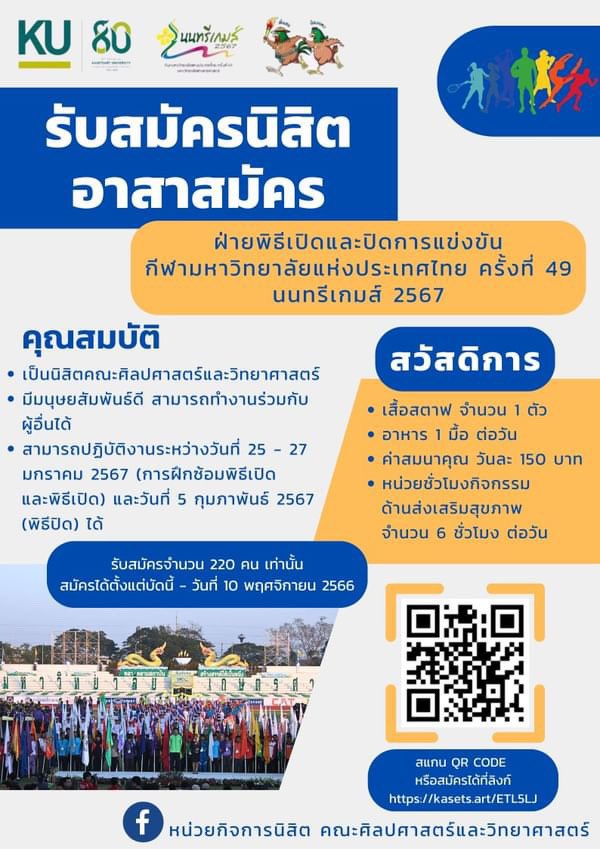 KU
80
KASETSART UNIVERSITY
นนทรีเกมส์
2567
รับสมัครนิสิต
อาสาสมัคร
ฝ่ายพิธีเปิดและปิดการแข่งขัน
กีฬามหาวิทยาลัยแห่งประเทศไทย ครั้งที่ 49
นนทรีเกมส์ 2567
คุณสมบัติ
• เป็นนิสิตคณะศิลปศาสตร์และวิทยาศาสตร์
• มีมนุษยสัมพันธ์ดี สามารถทำงานร่วมกับ
ผู้อื่นได้
• สามารถปฏิบัติงานระหว่างวันที่ 25 - 27
มกราคม 2567 (การฝึกซ้อมพิธีเปิด
และพิธีเปิด) และวันที่ 5 กุมภาพันธ์ 2567
(พิธีปิด) ได้
สวัสดิการ
• เสื้อสตาฟ จำนวน 1 ตัว
• อาหาร 1 มื้อ ต่อวัน
• ค่าสมนาคุณ วันละ 150 บาท
• หน่วยชั่วโมงกิจกรรม
ด้านส่งเสริมสุขภาพ
จำนวน 6 ชั่วโมง ต่อวัน
รับสมัครจำนวน 220 คน เท่านั้น
สมัครได้ตั้งแต่บัดนี้ - วันที่ 10 พฤศจิกายน 2566
สแกน QR CODE
หรือสมัครได้ที่ลิงก์
https://kasets.art/ETL5LJ
หน่วยกิจการนิสิต คณะศิลปศาสตร์และวิทยาศาสตร์